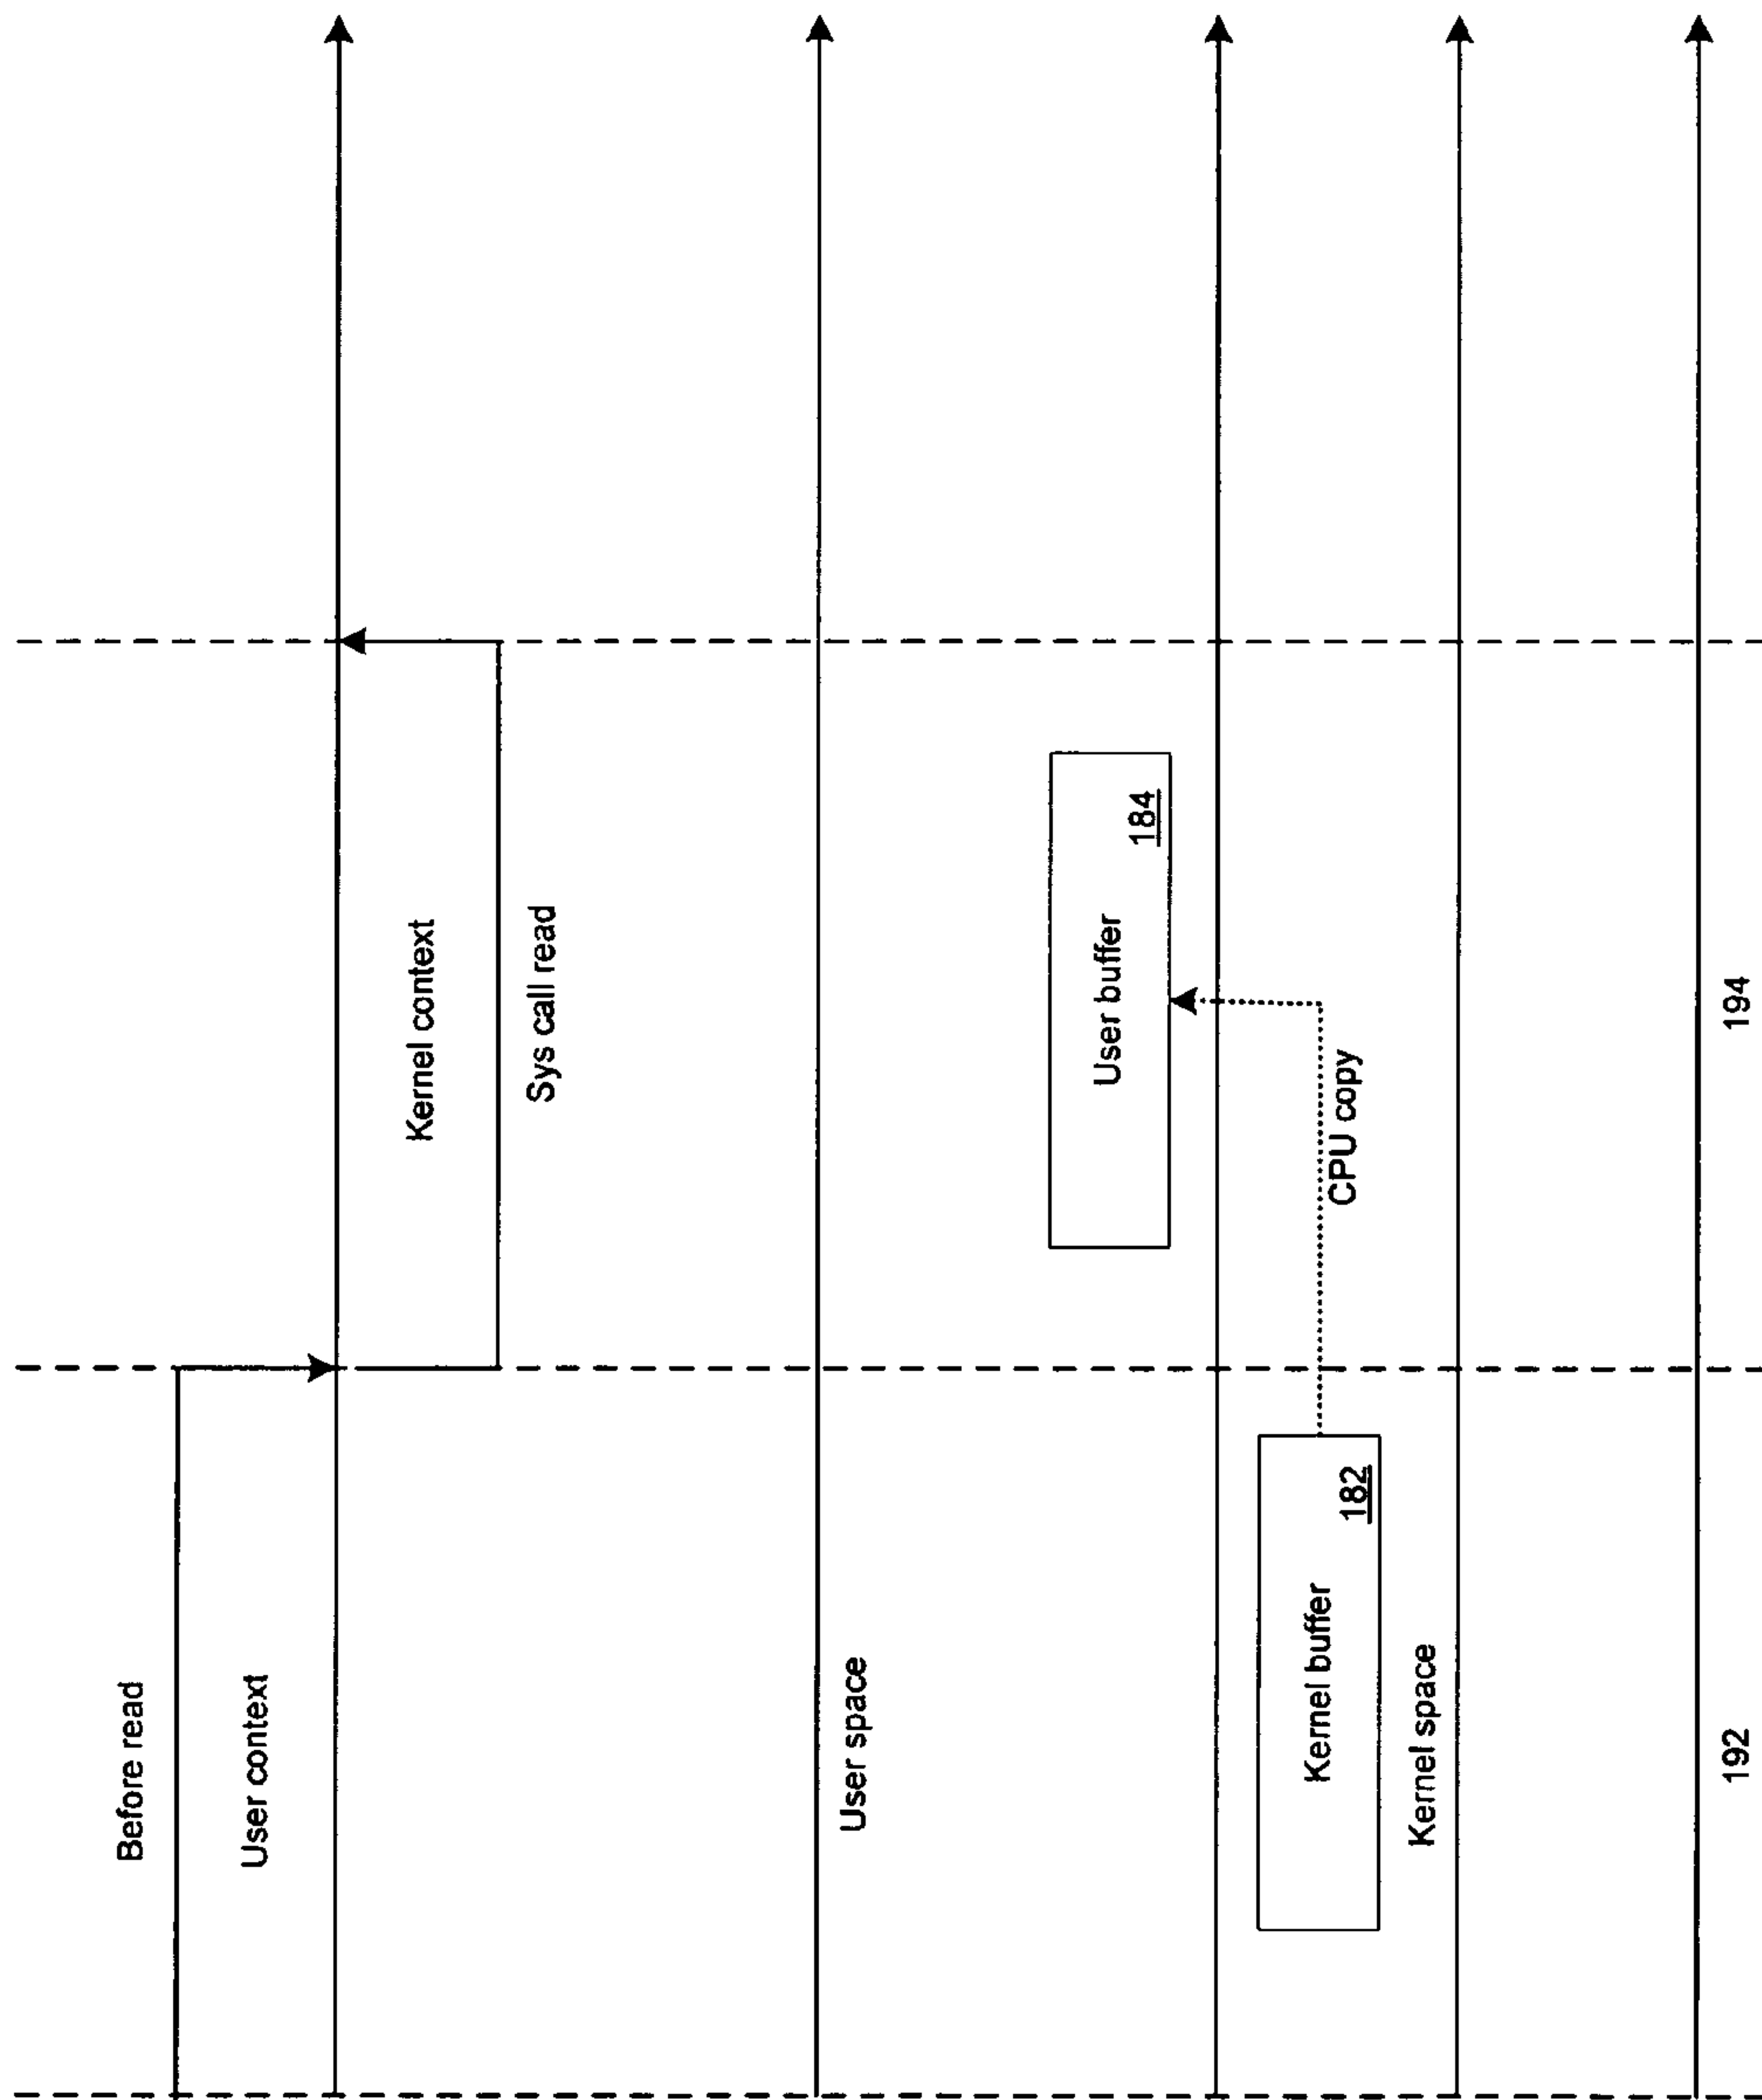 Before read
User context
Kernel context
Sys call read
User space
User buffer
184
CPU copy
Kernel buffer
182
Kernel space
192
194